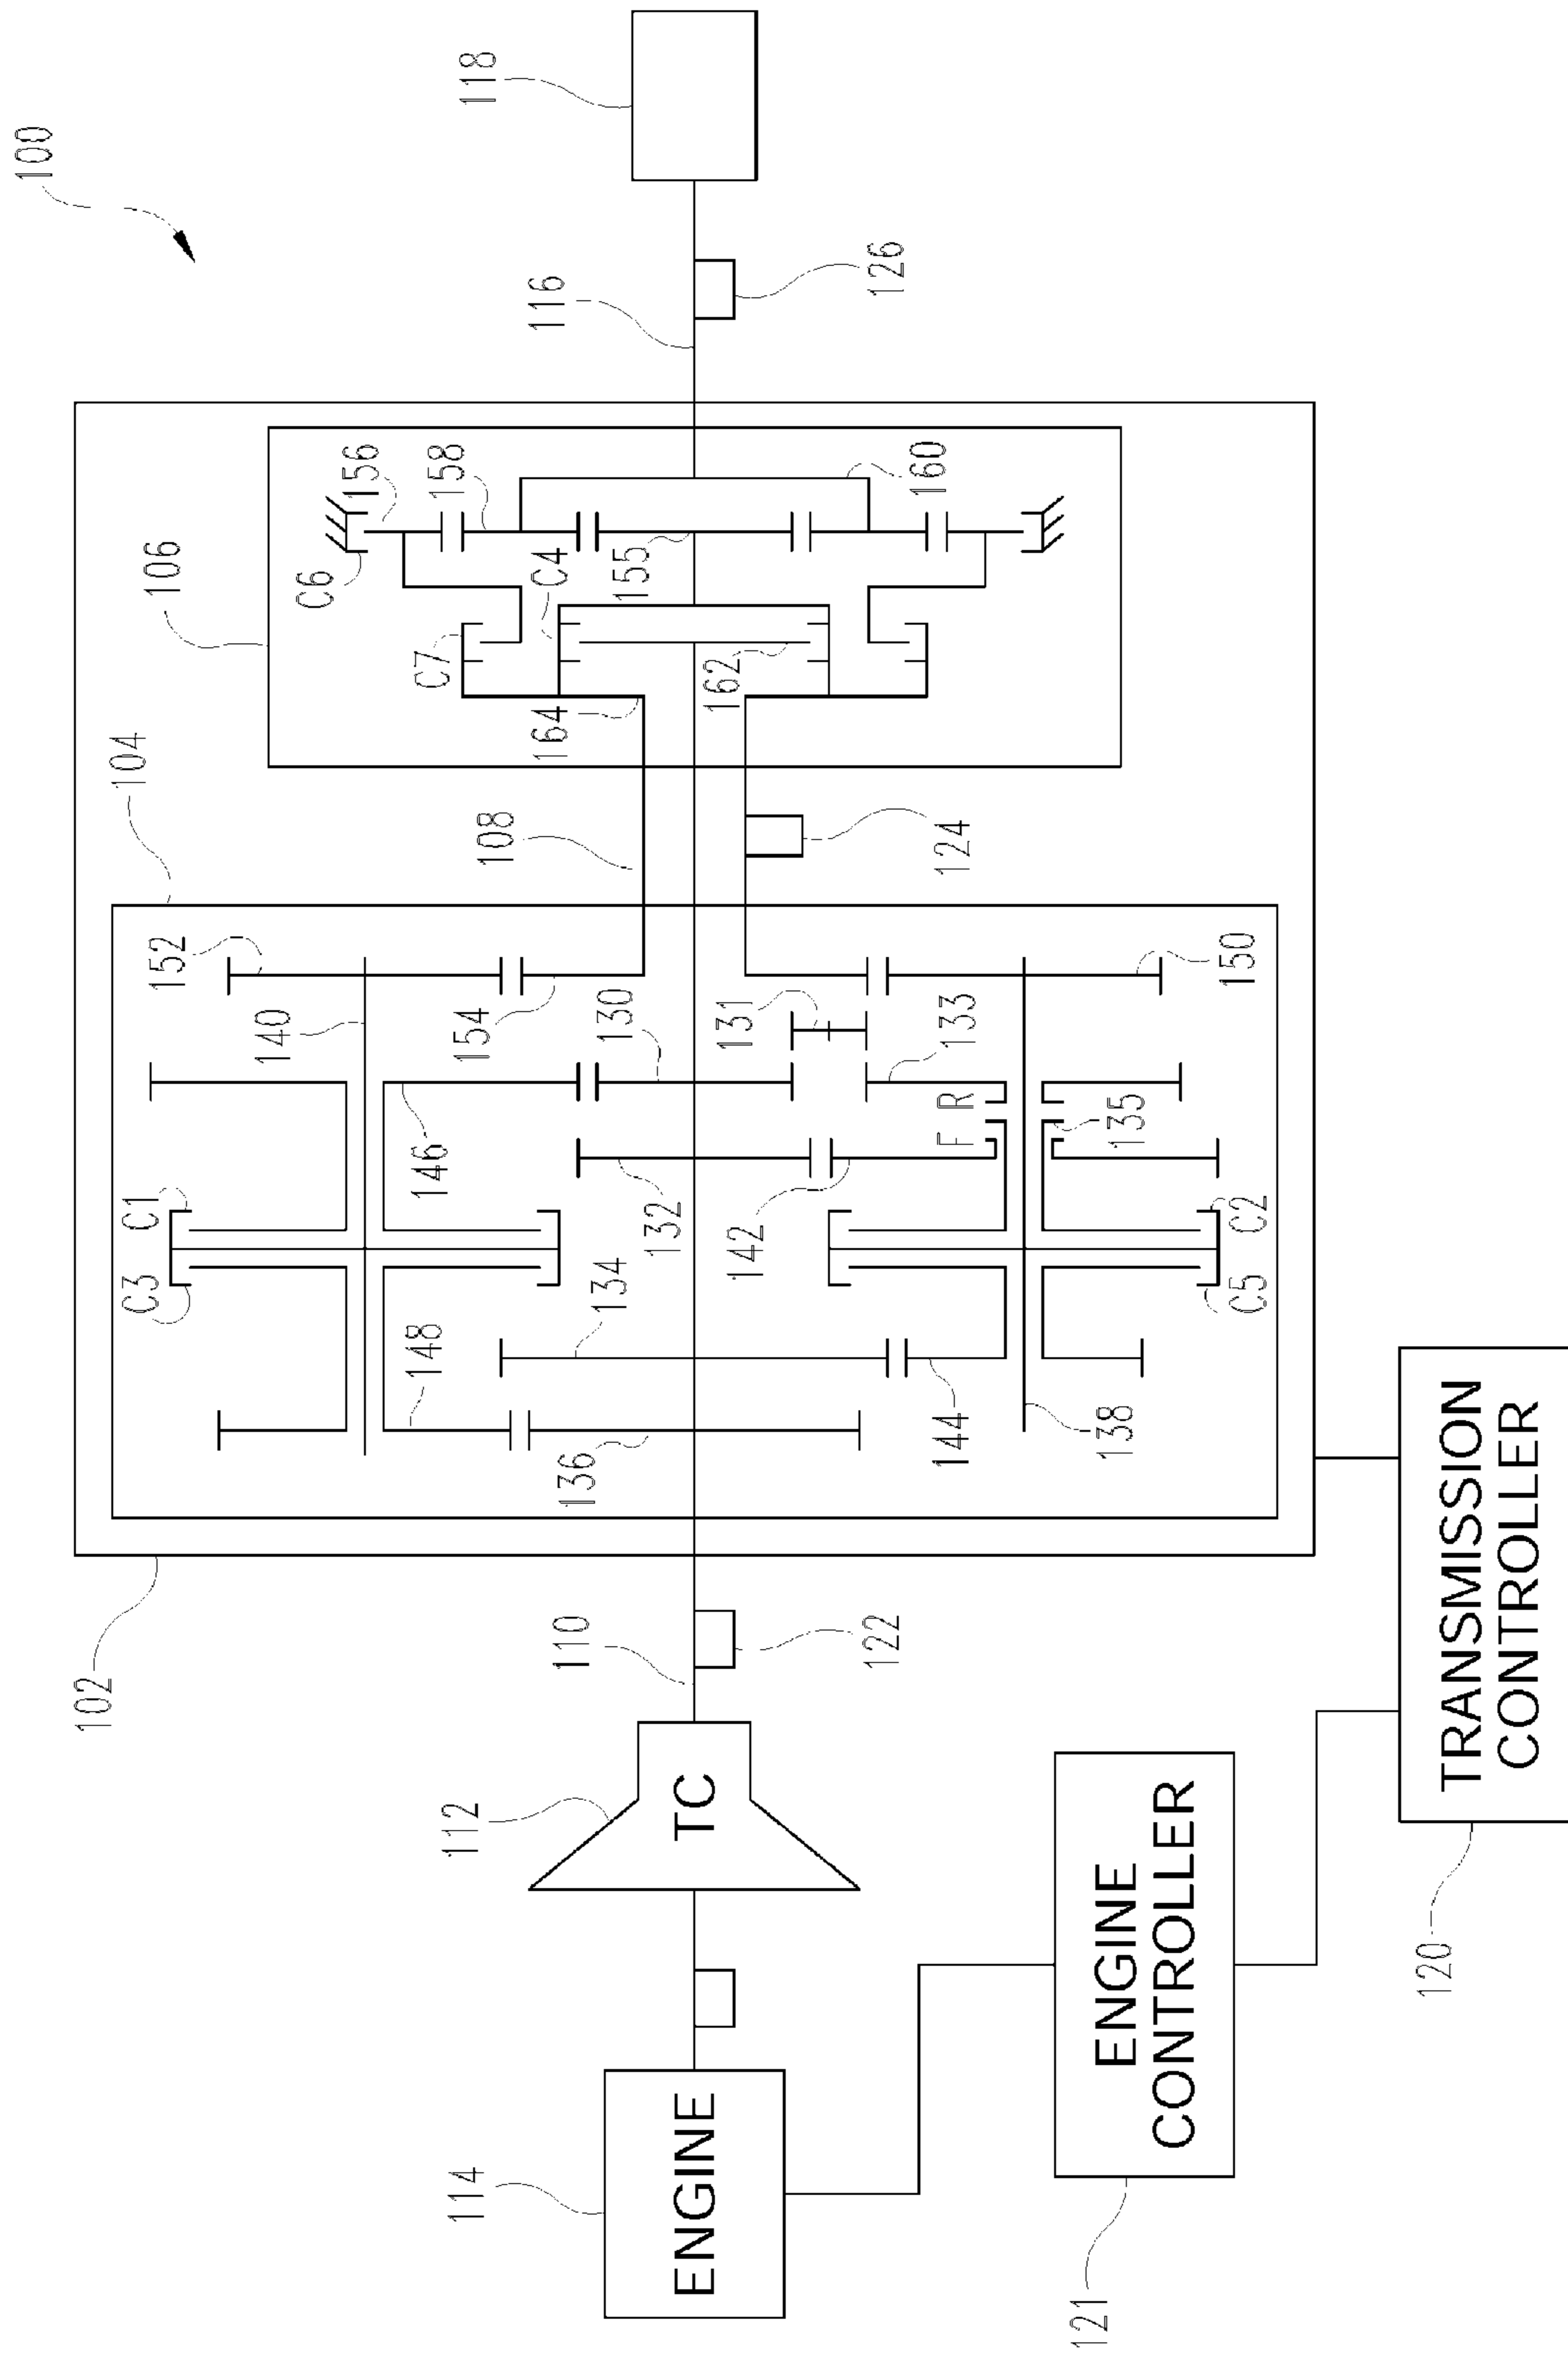 100
118
116
126
106
C6
156
158
160
C7
C4
155
164
162
104
108
124
152
140
154
130
131
133
150
146
132
142
F R
135
C1
C3
148
134
136
144
138
C2
C5
102
110
122
112
TC
114
ENGINE
121
ENGINE
CONTROLLER
120
TRANSMISSION
CONTROLLER